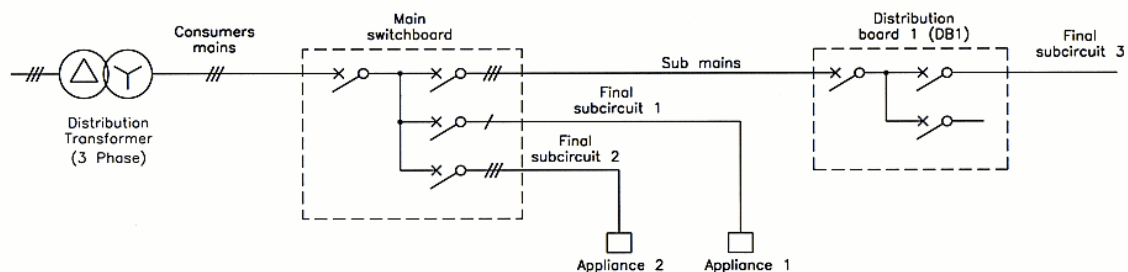 Consumers
mains
Main
switchboard
Sub mains
Distribution
board 1 (DB1)
Final
subcircuit 3
Final
subcircuit 1
Final
subcircuit 2
Distribution
Transformer
(3 Phase)
Appliance 2
Appliance 1